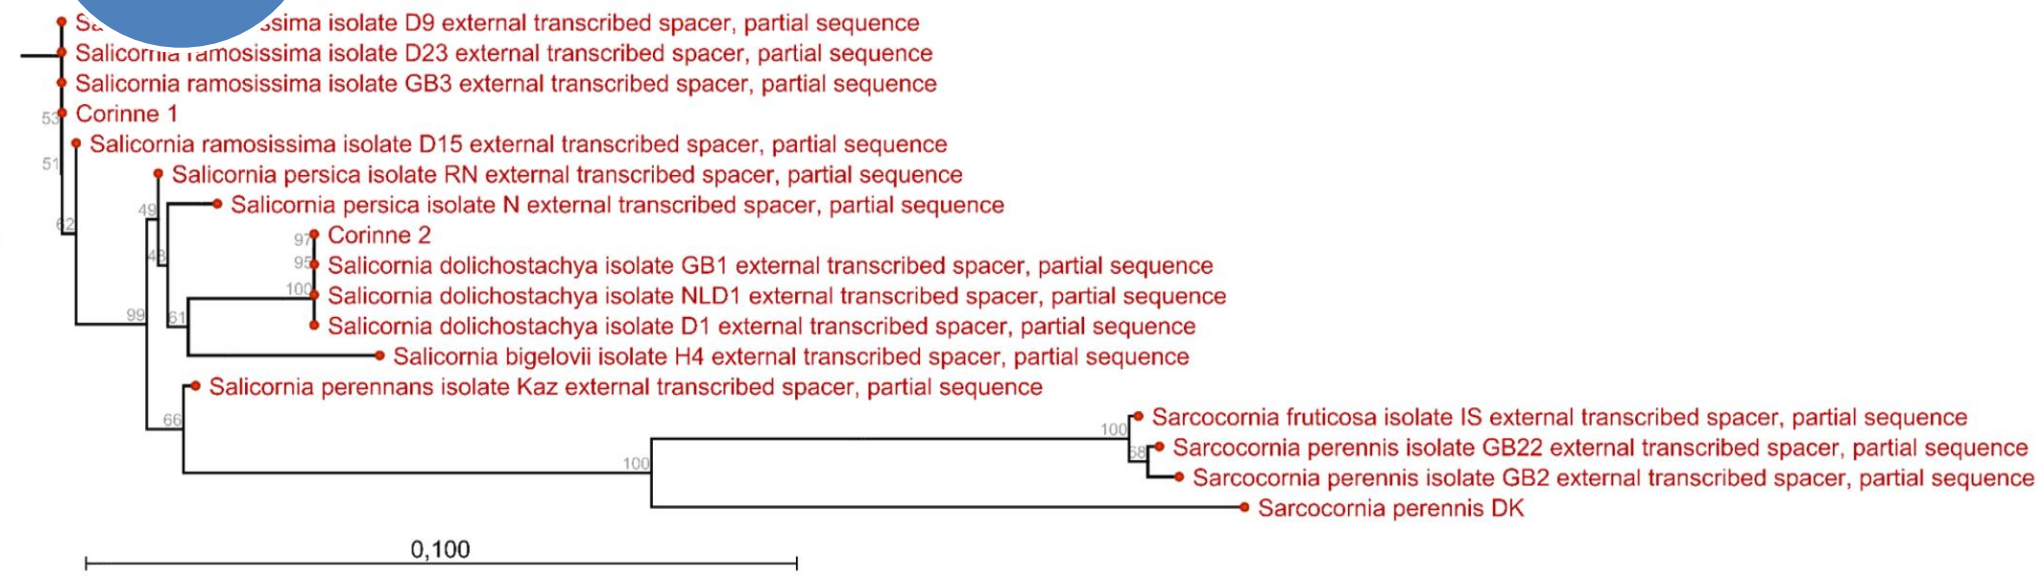 ssima isolate D9 external transcribed spacer, partial sequence
Salicornia ramosissima isolate D23 external transcribed spacer, partial sequence
Salicornia ramosissima isolate GB3 external transcribed spacer, partial sequence
53 Corinne 1
Salicornia ramosissima isolate D15 external transcribed spacer, partial sequence
51
Salicornia persica isolate RN external transcribed spacer, partial sequence
49 Salicornia persica isolate N external transcribed spacer, partial sequence
62
97 Corinne 2
48
95 Salicornia dolichostachya isolate GB1 external transcribed spacer, partial sequence
100 Salicornia dolichostachya isolate NLD1 external transcribed spacer, partial sequence
99 61 Salicornia dolichostachya isolate D1 external transcribed spacer, partial sequence
Salicornia bigelovii isolate H4 external transcribed spacer, partial sequence
Salicornia perennans isolate Kaz external transcribed spacer, partial sequence
66
Sarcocornia fruticosa isolate IS external transcribed spacer, partial sequence
100
68 Sarcocornia perennis isolate GB22 external transcribed spacer, partial sequence
100 Sarcocornia perennis isolate GB2 external transcribed spacer, partial sequence
Sarcocornia perennis DK
0,100